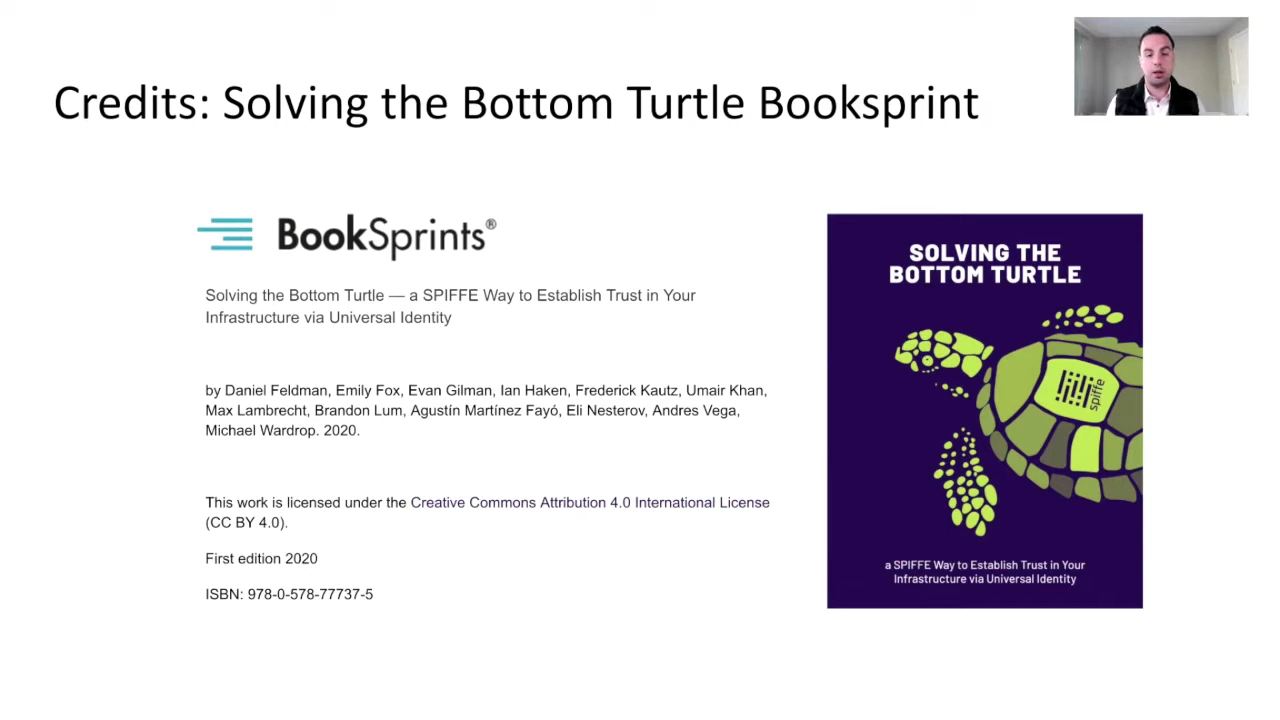 Credits: Solving the Bottom Turtle Booksprint
BookSprints®
Solving the Bottom Turtle — a SPIFFE Way to Establish Trust in Your
Infrastructure via Universal Identity
by Daniel Feldman, Emily Fox, Evan Gilman, Ian Haken, Frederick Kautz, Umair Khan,
Max Lambrecht, Brandon Lum, Agustín Martínez Fayó, Eli Nesterov, Andres Vega,
Michael Wardrop. 2020.
This work is licensed under the Creative Commons Attribution 4.0 International License
(CC BY 4.0).
First edition 2020
ISBN: 978-0-578-77737-5
SOLVING THE
BOTTOM TURTLE
spiffe
a SPIFFE Way to Establish Trust in Your
Infrastructure via Universal Identity